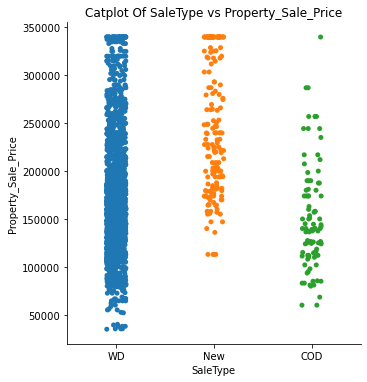 Catplot Of SaleType vs Property_Sale_Price
350000
300000
250000
200000
150000
100000
50000
Property_Sale_Price
WD New COD
SaleType